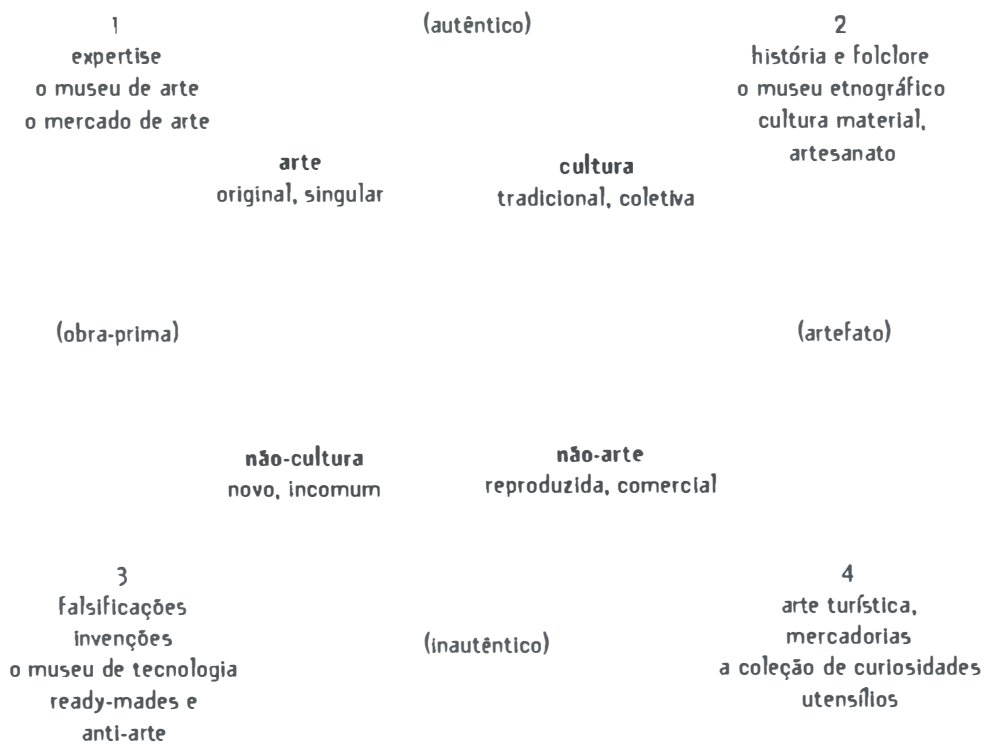 1
expertise
o museu de arte
o mercado de arte
(autêntico)
2
história e folclore
o museu etnográfico
cultura material,
artesanato
arte
original, singular
cultura
tradicional, coletiva
(obra-prima)
(artefato)
não-cultura
novo, incomum
não-arte
reproduzida, comercial
3
falsificações
invenções
o museu de tecnologia
ready-mades e
anti-arte
(inautêntico)
4
arte turística,
mercadorias
a coleção de curiosidades
utensílios